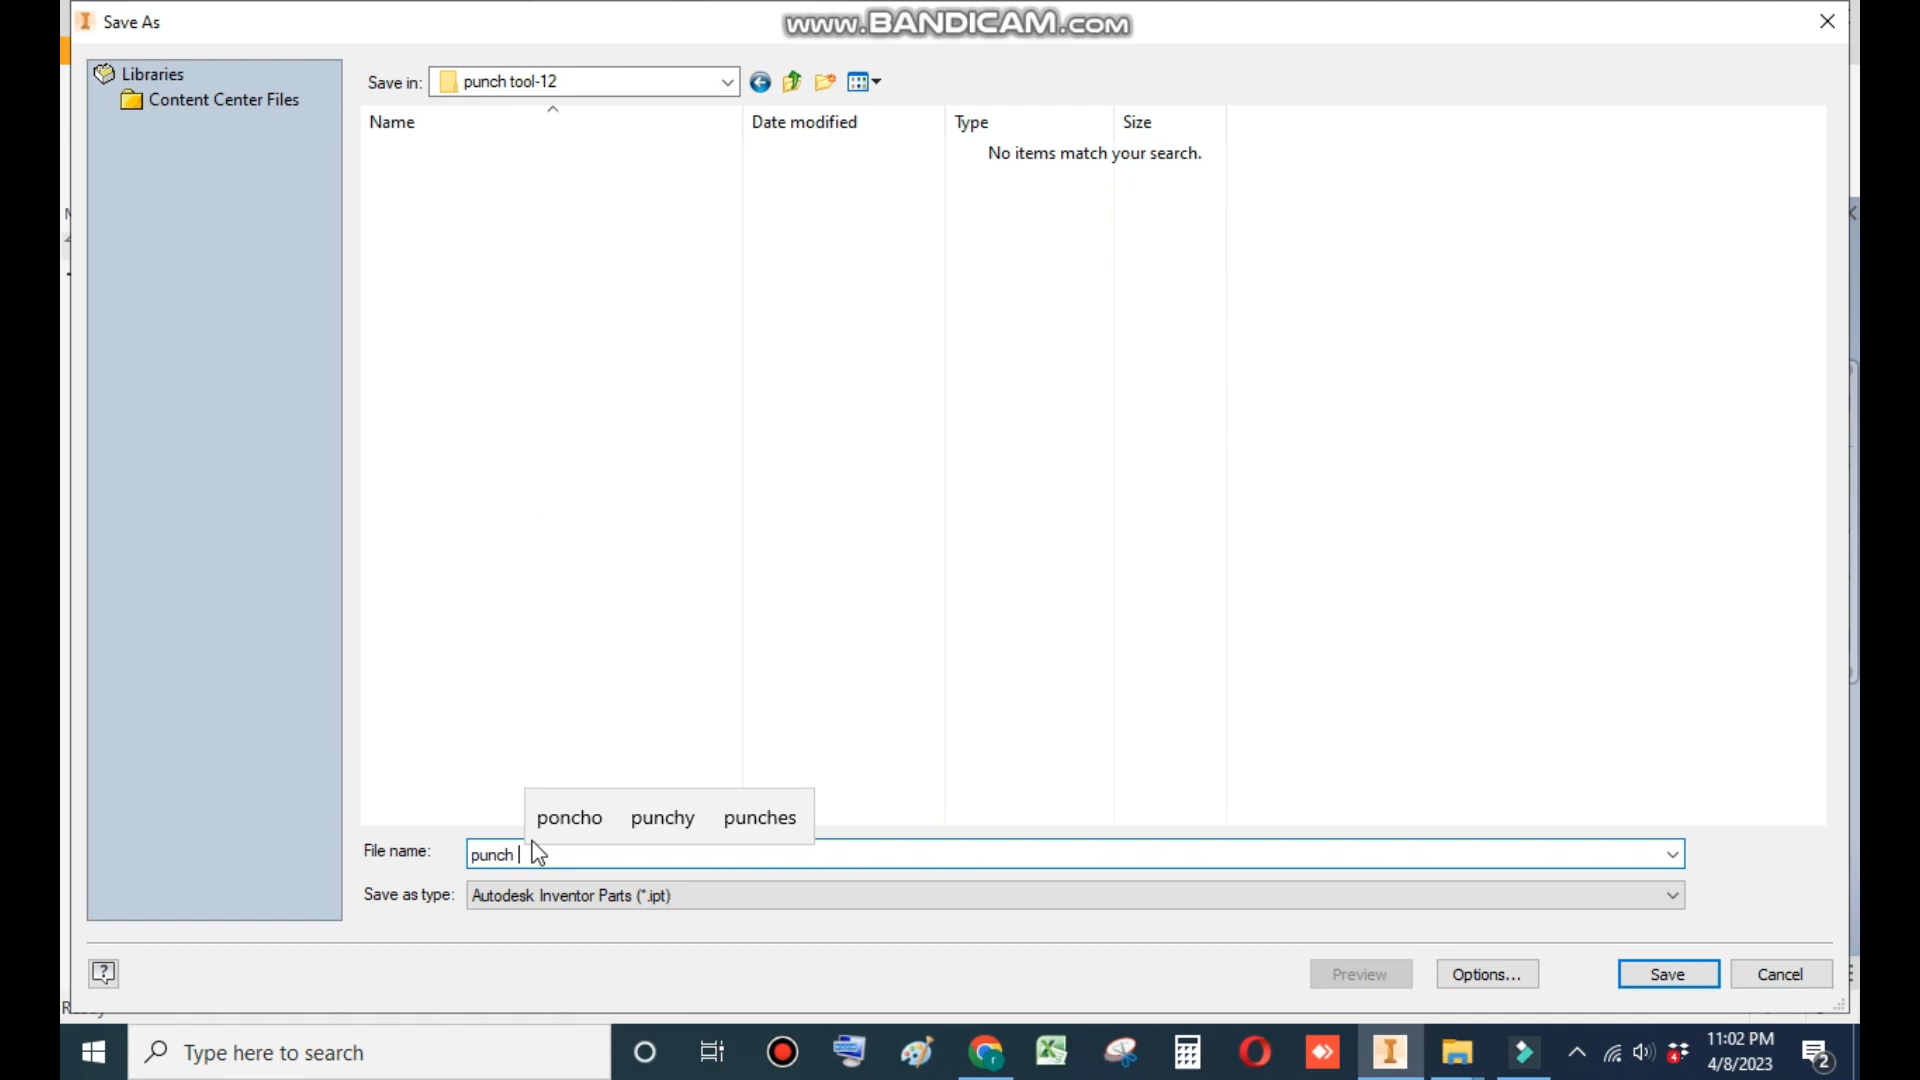 Save As
www.BANDICAM.com
Libraries
Content Center Files
Save in:
punch tool-12
Name
Date modified
Type
Size
No items match your search.
poncho punchy punches
File name:
punch
Save as type:
Autodesk Inventor Parts (*.ipt)
Preview
Options...
Save
Cancel
Type here to search
11:02 PM
4/8/2023
4
2